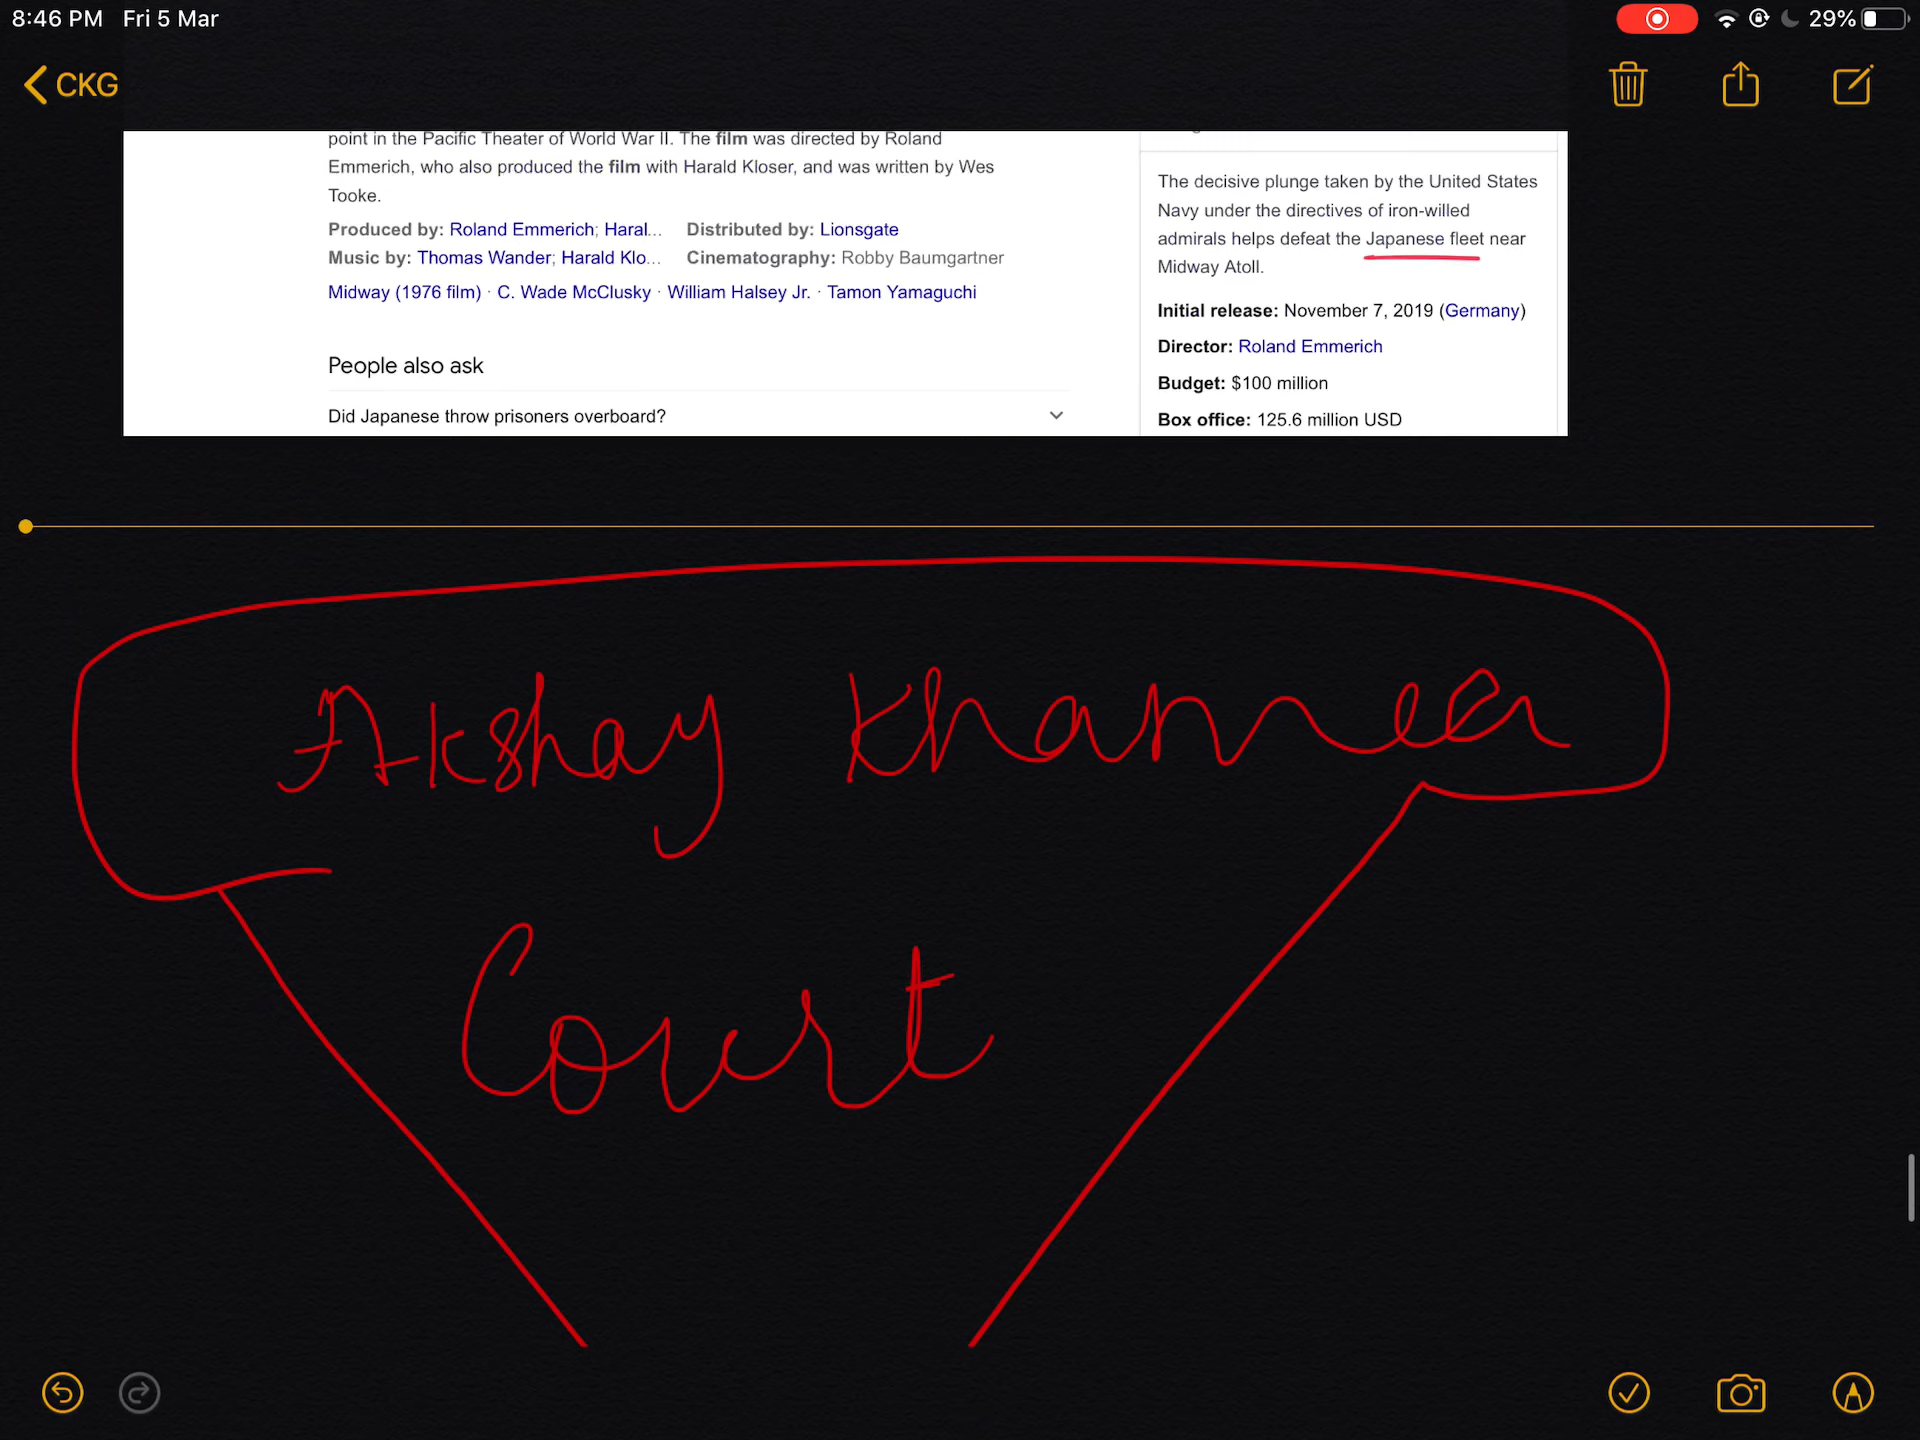 8:46 PM Fri 5 Mar
29%
CKG
point in the Pacific Theater of World War II. The film was directed by Roland
Emmerich, who also produced the film with Harald Kloser, and was written by Wes
Tooke.
Produced by: Roland Emmerich; Haral... Distributed by: Lionsgate
Music by: Thomas Wander; Harald Klo... Cinematography: Robby Baumgartner
Midway (1976 film) · C. Wade McClusky · William Halsey Jr. · Tamon Yamaguchi
People also ask
Did Japanese throw prisoners overboard?
The decisive plunge taken by the United States
Navy under the directives of iron-willed
admirals helps defeat the Japanese fleet near
Midway Atoll.
Initial release: November 7, 2019 (Germany)
Director: Roland Emmerich
Budget: $100 million
Box office: 125.6 million USD
Akshay
Court